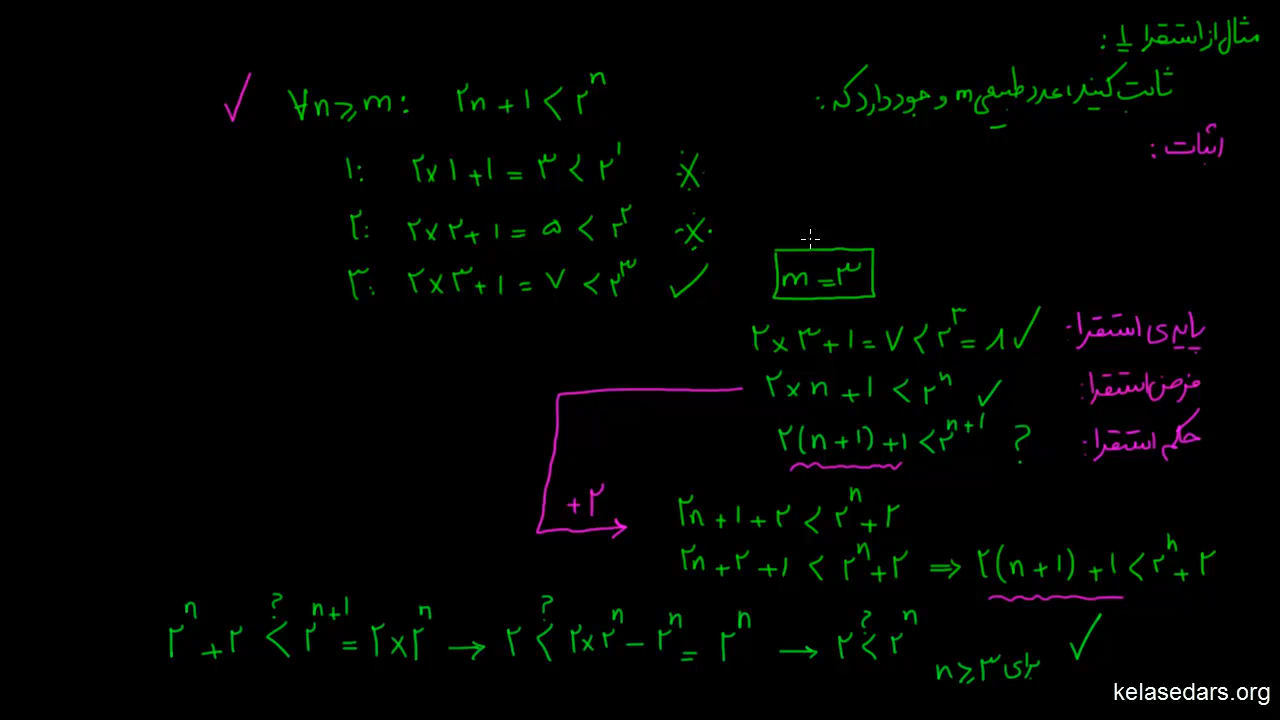 مثال از استقرا ۱:
ثابت کنید، عدد طبیعی m وجود دارد که:
∀n ≥ m: ۲n + ۱ < ۲^n
اثبات:
۱: ۲×۱+۱ = ۳ < ۲^۱ ×
۲: ۲×۲+۱ = ۵ < ۲^۲ ×
۳: ۲×۳+۱ = ۷ < ۲^۳ ✓
m = ۳
پایه‌ی استقرا: ۲×۳+۱ = ۷ < ۲^۳ = ۸ ✓
فرض استقرا: ۲×n+۱ < ۲^n ✓
حکم استقرا: ۲(n+۱)+۱ < ۲^{n+۱} ?
+۲
۲n+۱+۲ < ۲^n+۲
۲n+۲+۱ < ۲^n+۲ ⇒ ۲(n+۱)+۱ < ۲^n+۲
۲^n+۲ <? ۲^{n+۱} = ۲×۲^n → ۲ <? ۲×۲^n − ۲^n = ۲^n → ۲ <? ۲^n ✓
برای n ≥ ۳
kelasedars.org